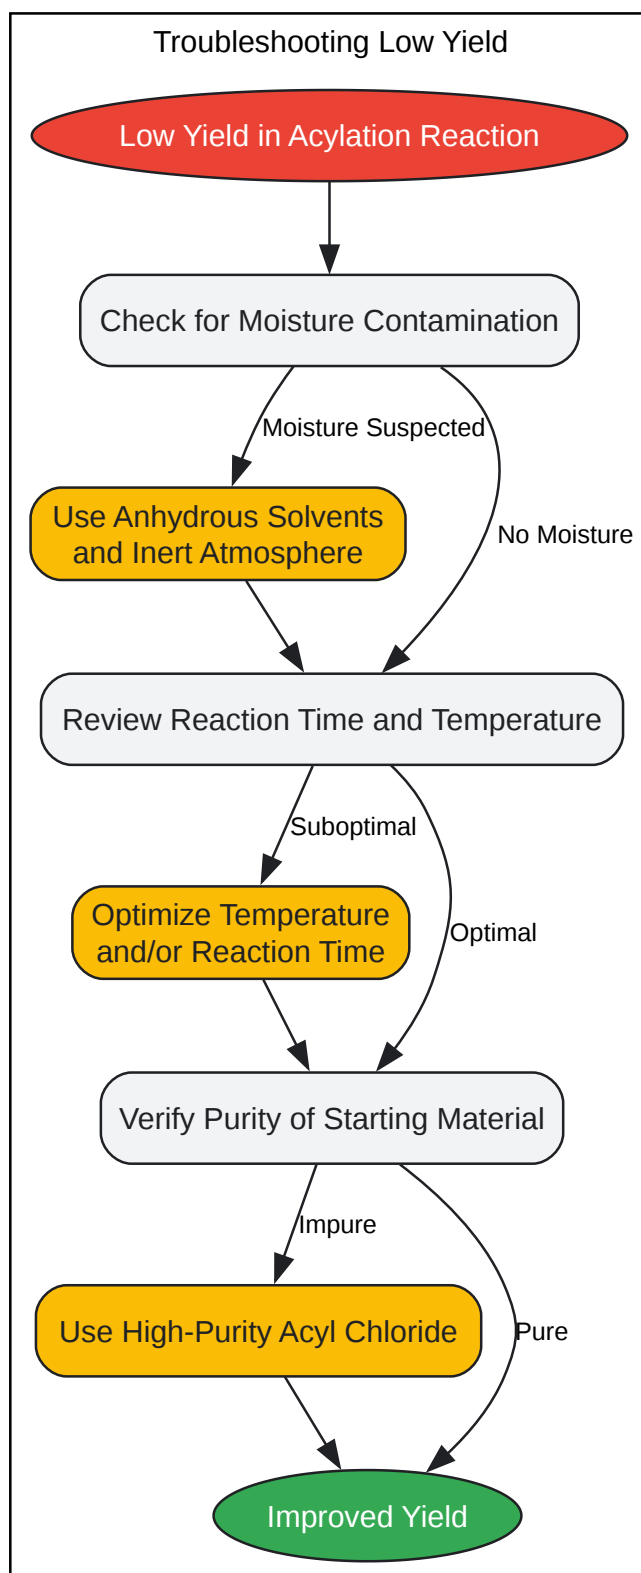 Troubleshooting Low Yield
Low Yield in Acylation Reaction
Check for Moisture Contamination
Moisture Suspected
Use Anhydrous Solvents
and Inert Atmosphere
No Moisture
Review Reaction Time and Temperature
Suboptimal
Optimize Temperature
and/or Reaction Time
Optimal
Verify Purity of Starting Material
Impure
Use High-Purity Acyl Chloride
Pure
Improved Yield